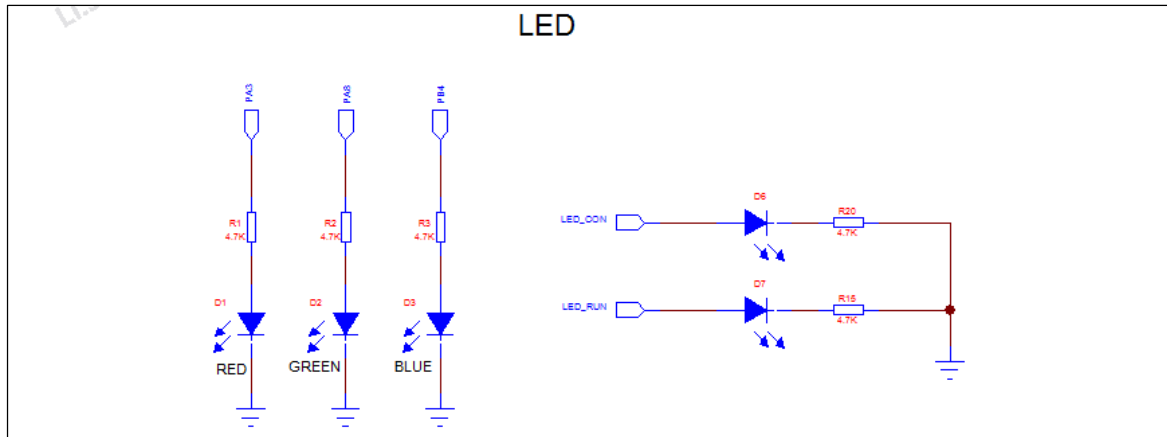 LED
PA3
PA8
PB4
R1
4.7K
R2
4.7K
R3
4.7K
D1
D2
D3
RED
GREEN
BLUE
D6
LED_CON
R20
4.7K
D7
LED_RUN
R15
4.7K